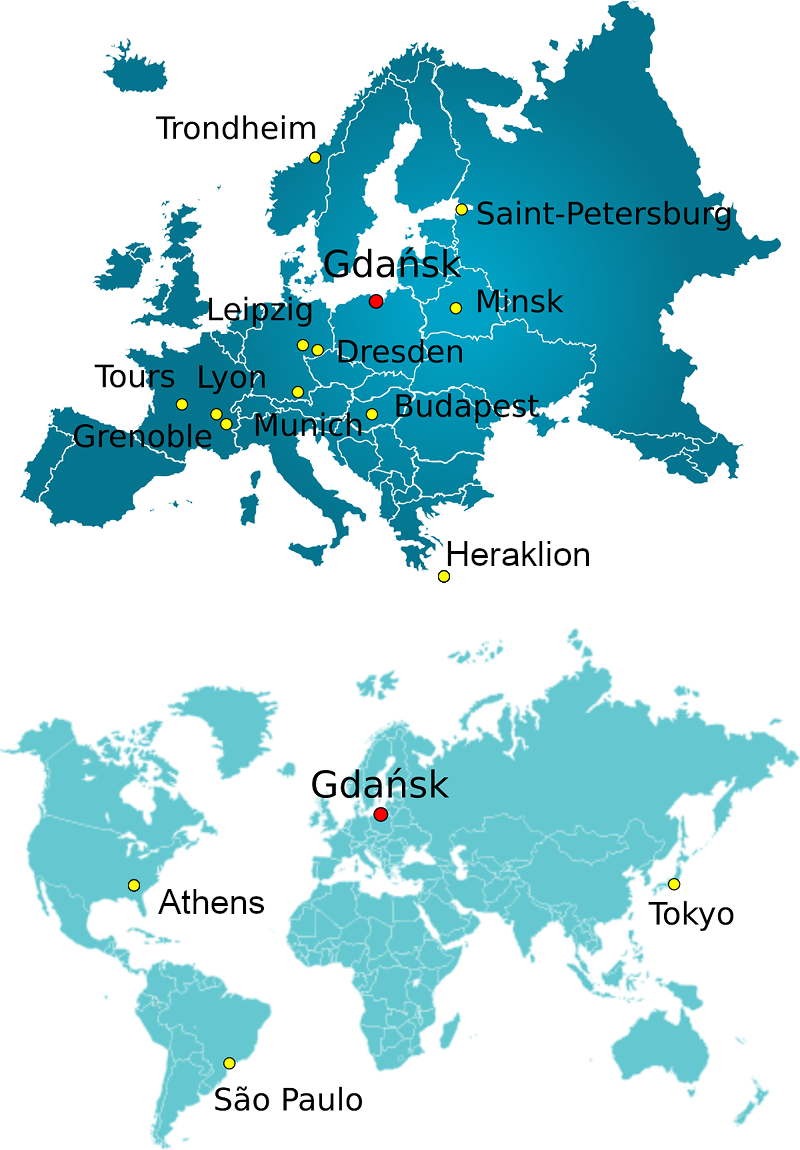 Trondheim
Saint-Petersburg
Gdańsk
Leipzig
Minsk
Dresden
Tours
Lyon
Budapest
Grenoble
Munich
Heraklion
Gdańsk
Athens
Tokyo
São Paulo